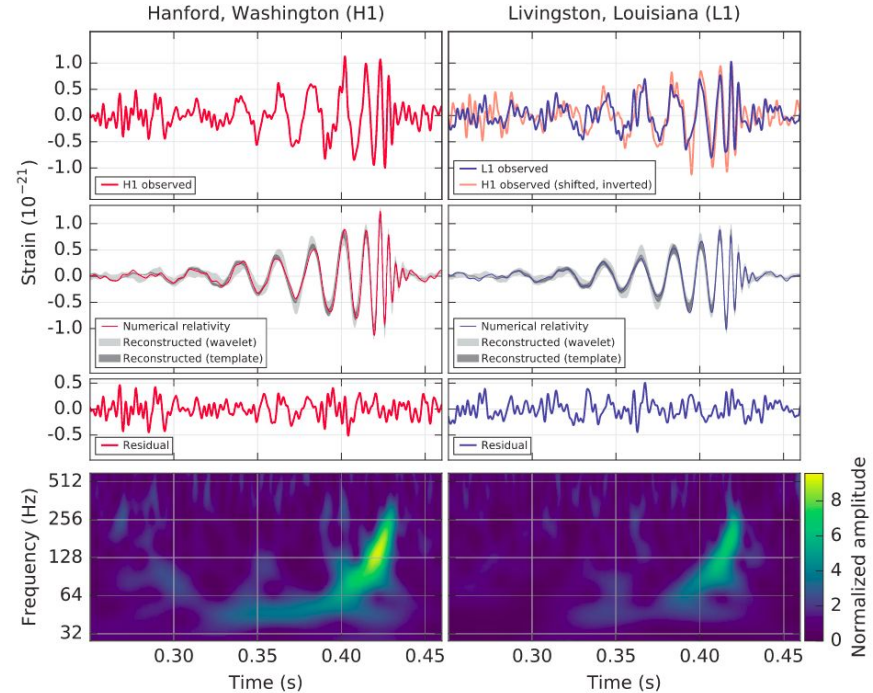 Hanford, Washington (H1)
Livingston, Louisiana (L1)
Strain (10⁻²¹)
1.0
0.5
0.0
-0.5
-1.0
H1 observed
L1 observed
H1 observed (shifted, inverted)
1.0
0.5
0.0
-0.5
-1.0
Numerical relativity
Reconstructed (wavelet)
Reconstructed (template)
Numerical relativity
Reconstructed (wavelet)
Reconstructed (template)
0.5
0.0
-0.5
Residual
Residual
Frequency (Hz)
512
256
128
64
32
0.30
0.35
0.40
0.45
Time (s)
0.30
0.35
0.40
0.45
Time (s)
8
6
4
2
0
Normalized amplitude